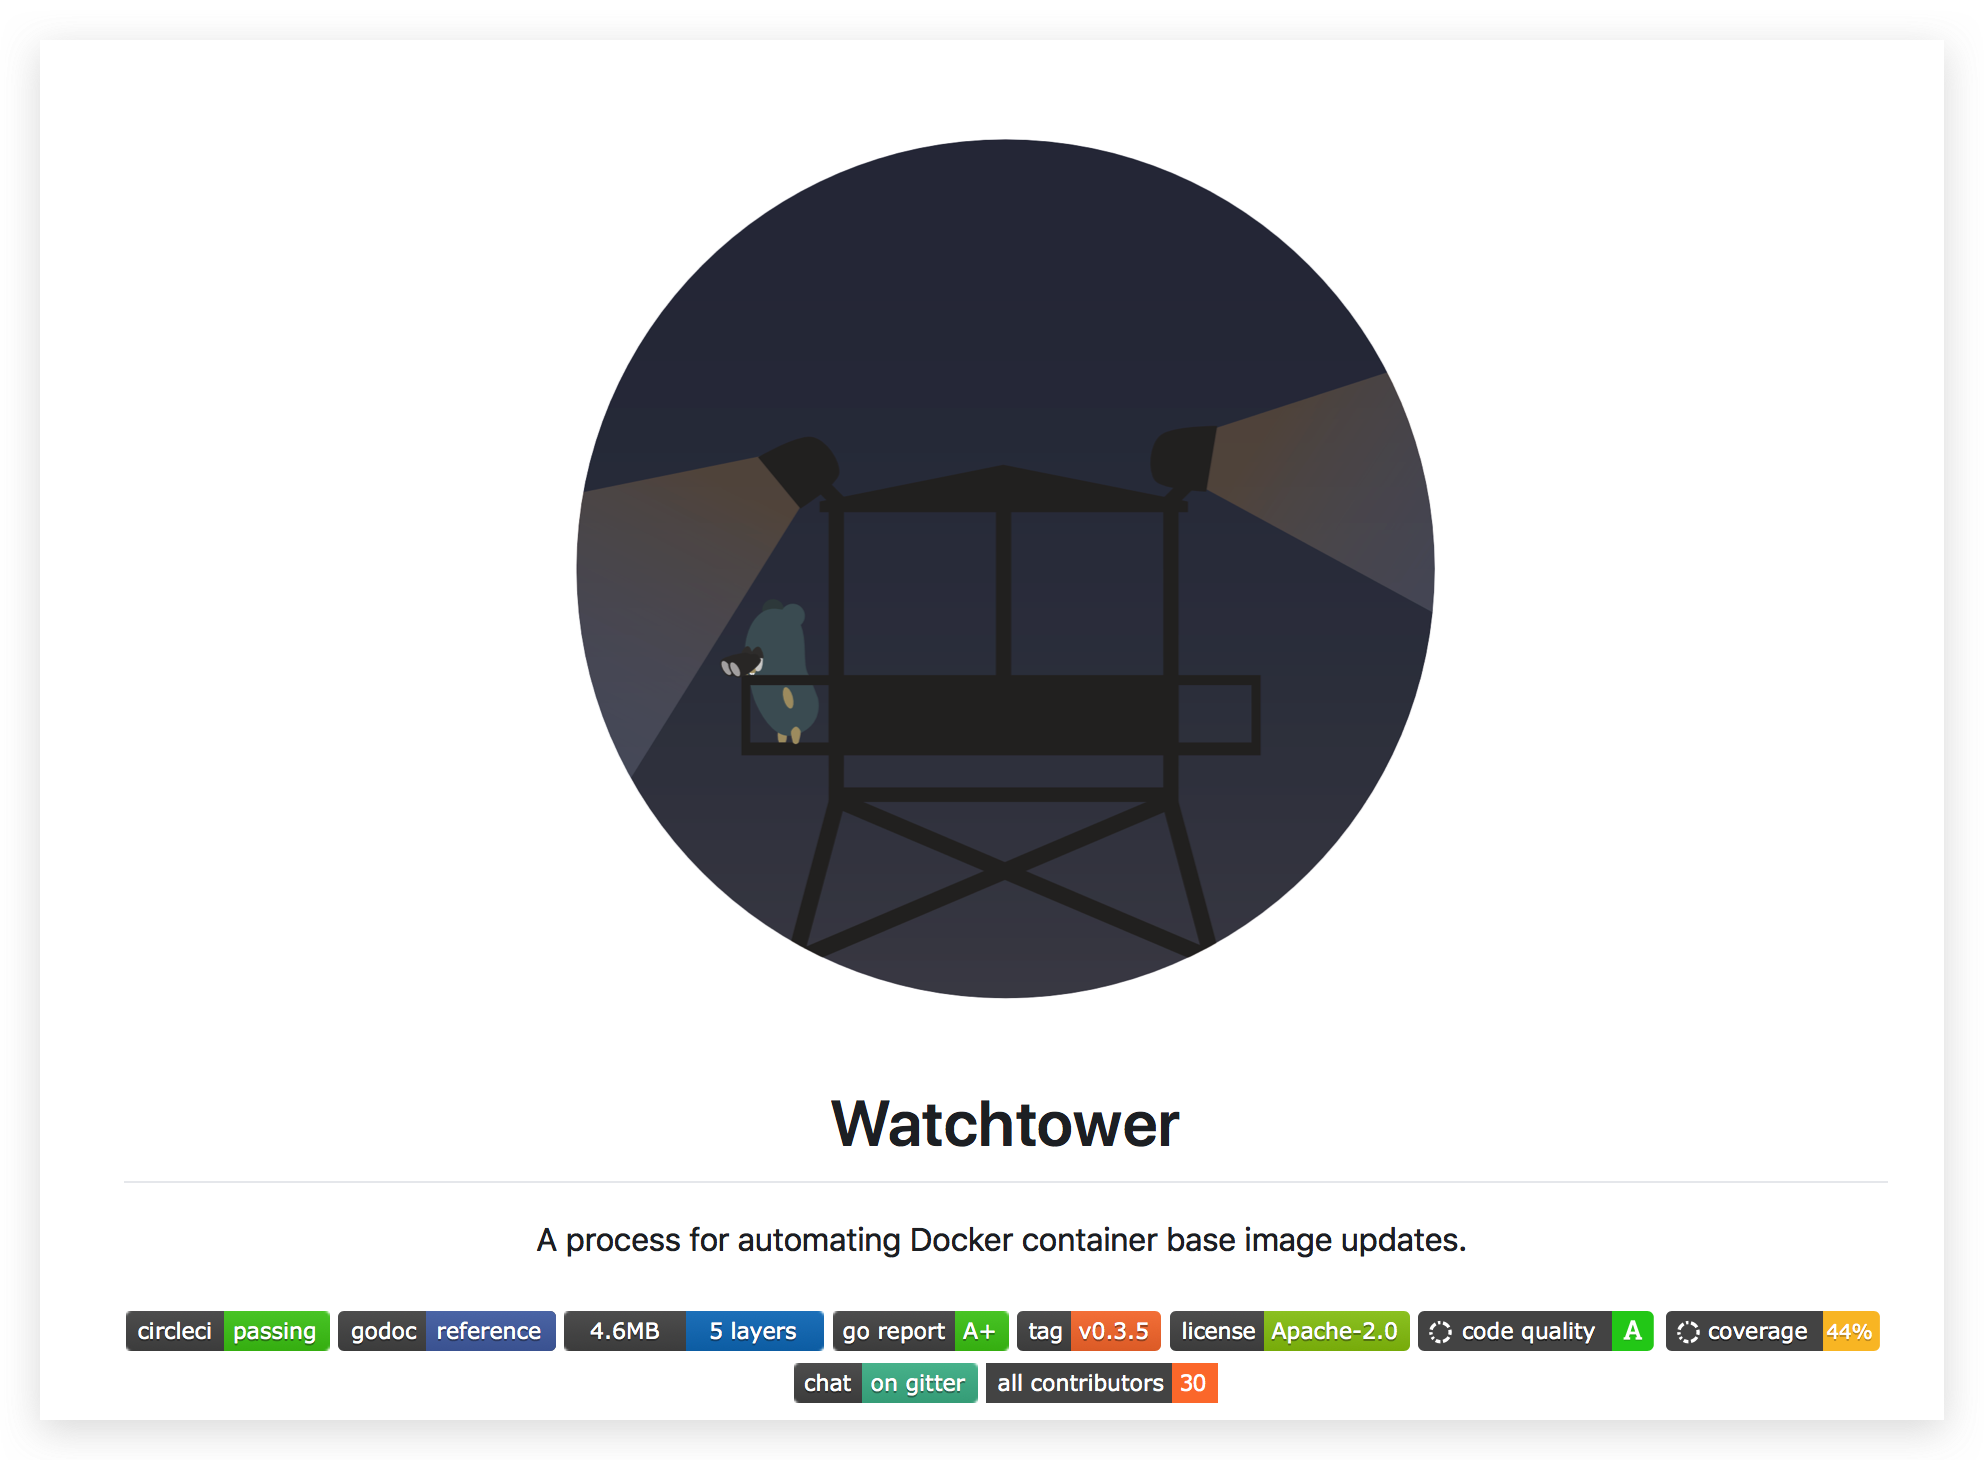 Watchtower
A process for automating Docker container base image updates.
circleci passing godoc reference 4.6MB 5 layers go report A+ tag v0.3.5 license Apache-2.0 code quality A coverage 44%
chat on gitter all contributors 30